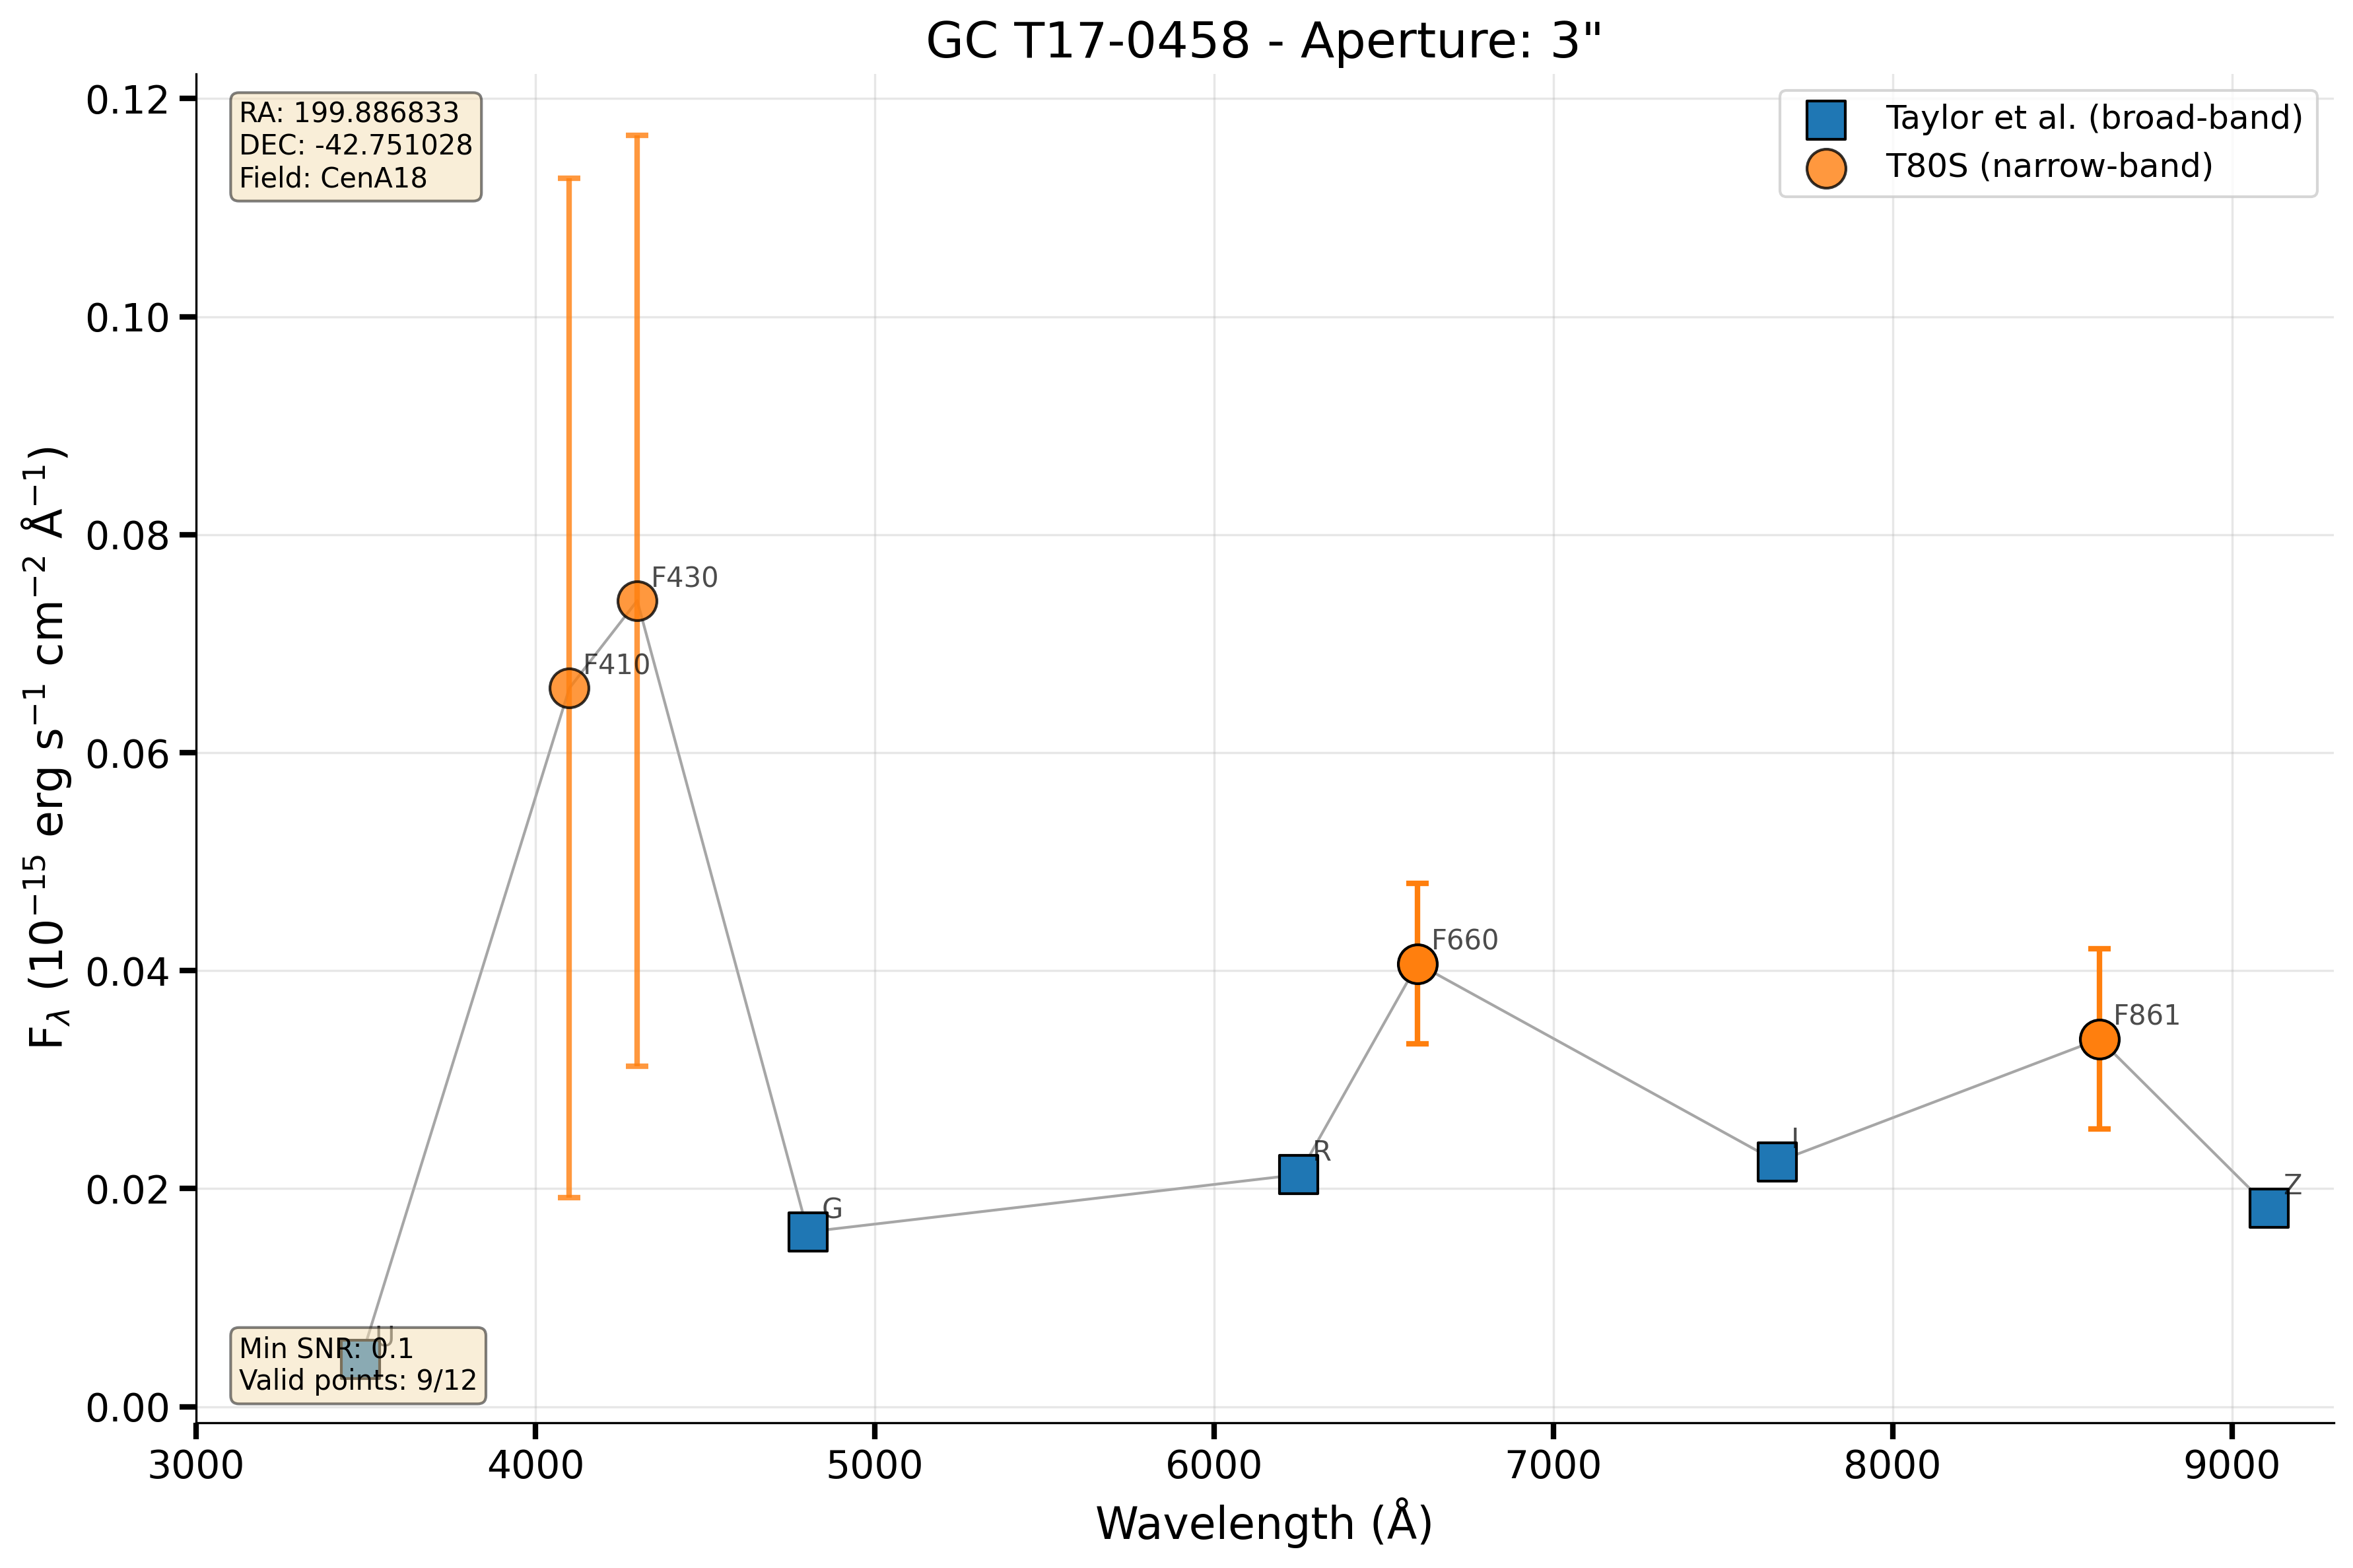 GC T17-0458 - Aperture: 3"
RA: 199.886833
DEC: -42.751028
Field: CenA18
Taylor et al. (broad-band)
T80S (narrow-band)
0.12
0.10
0.08
0.06
0.04
0.02
0.00
F430
F410
F660
F861
R
I
Z
G
U
Min SNR: 0.1
Valid points: 9/12
3000
4000
5000
6000
7000
8000
9000
Wavelength (Å)
F$_{λ}$ (10$^{−15}$ erg s$^{−1}$ cm$^{−2}$ Å$^{−1}$)